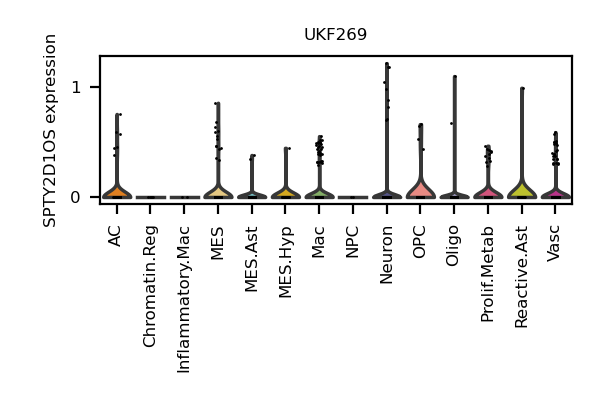 UKF269
SPTY2D1OS expression
1
0
AC
Chromatin.Reg
Inflammatory.Mac
MES
MES.Ast
MES.Hyp
Mac
NPC
Neuron
OPC
Oligo
Prolif.Metab
Reactive.Ast
Vasc